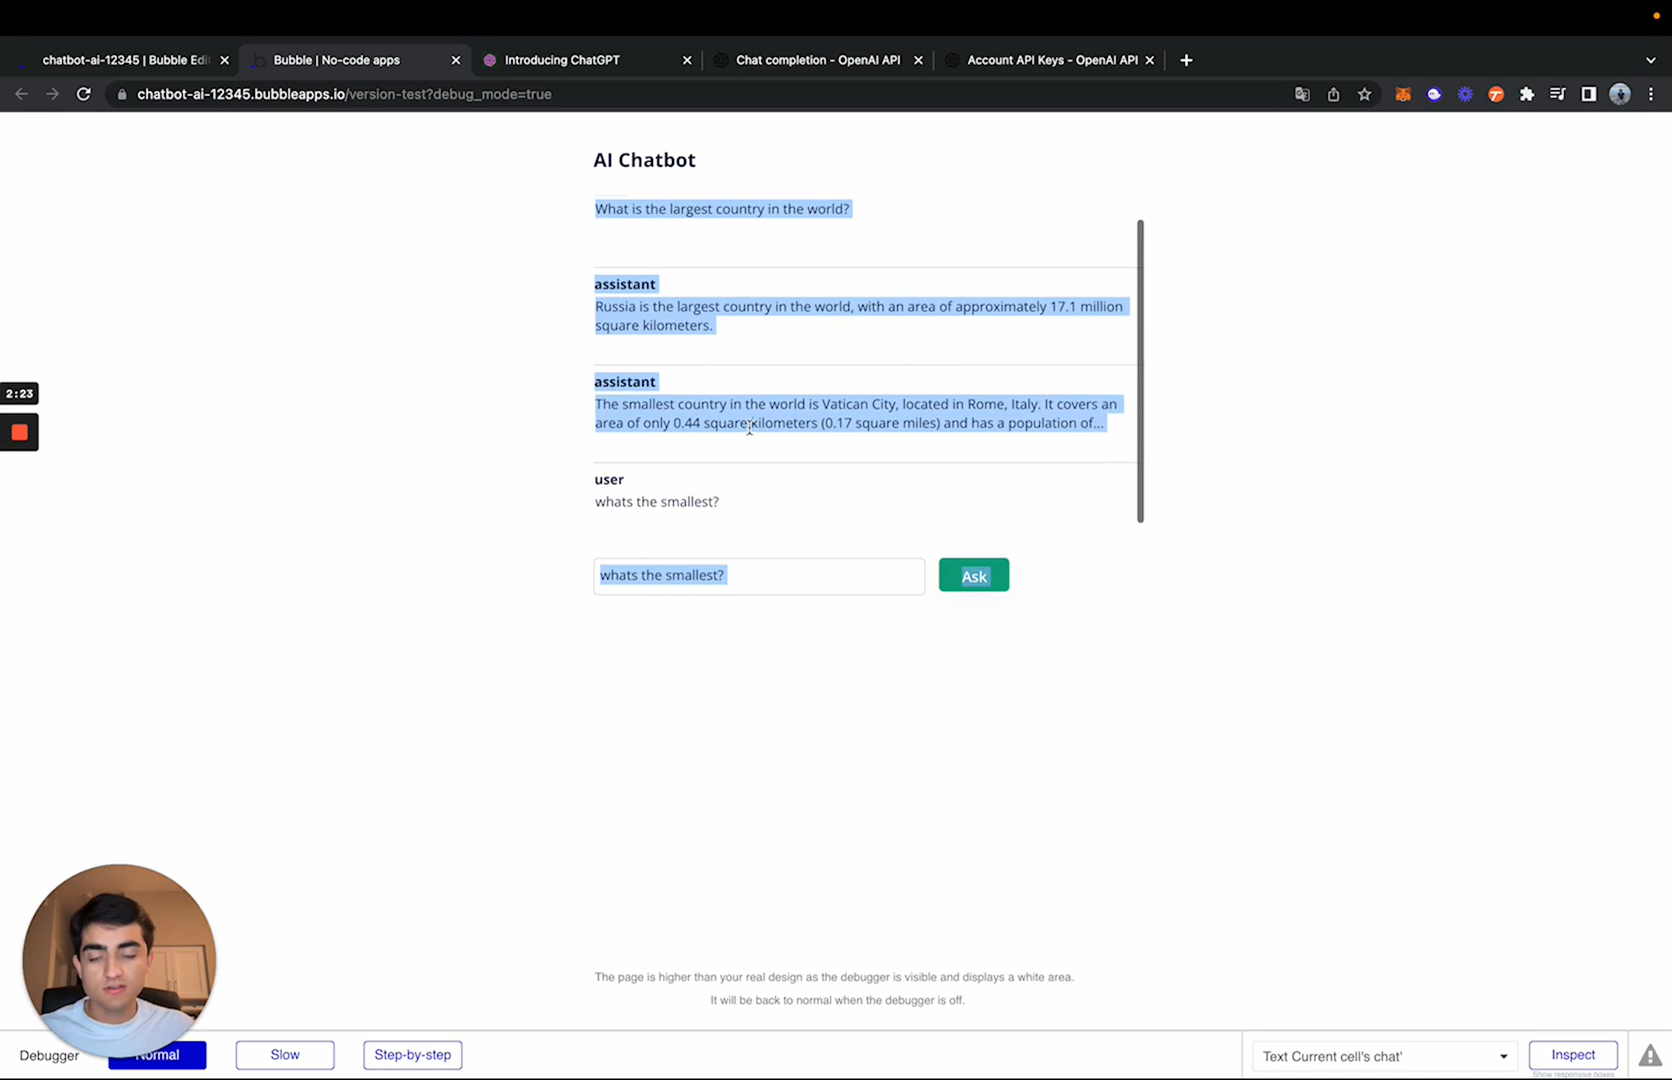 chatbot-ai-12345 | Bubble Edi
Bubble | No-code apps
Introducing ChatGPT
Chat completion - OpenAI API
Account API Keys - OpenAI API
chatbot-ai-12345.bubbleapps.io/version-test?debug_mode=true
AI Chatbot
What is the largest country in the world?
assistant
Russia is the largest country in the world, with an area of approximately 17.1 million
square kilometers.
assistant
The smallest country in the world is Vatican City, located in Rome, Italy. It covers an
area of only 0.44 square kilometers (0.17 square miles) and has a population of...
2:23
user
whats the smallest?
whats the smallest?
Ask
The page is higher than your real design as the debugger is visible and displays a white area.
It will be back to normal when the debugger is off.
Debugger
Normal
Slow
Step-by-step
Text Current cell's chat'
Inspect
Show responsive boxes